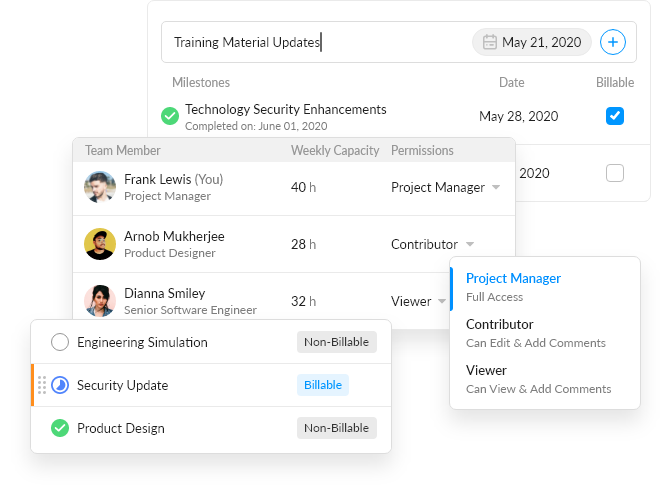 Training Material Updates
May 21, 2020
Milestones Date Billable
Technology Security Enhancements May 28, 2020
Completed on: June 01, 2020
2020
Team Member Weekly Capacity Permissions
Frank Lewis (You) 40 h Project Manager
Project Manager
Arnob Mukherjee 28 h Contributor
Product Designer
Dianna Smiley 32 h Viewer
Senior Software Engineer
Project Manager
Full Access
Contributor
Can Edit & Add Comments
Viewer
Can View & Add Comments
Engineering Simulation Non-Billable
Security Update Billable
Product Design Non-Billable